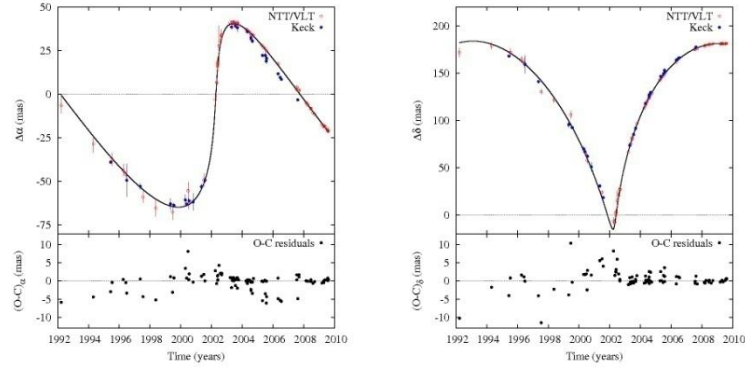 50
25
0
-25
-50
-75
Δα (mas)
NTT/VLT
Keck
10
5
0
-5
-10
(O-C)α (mas)
O-C residuals
1992 1994 1996 1998 2000 2002 2004 2006 2008 2010
Time (years)
200
150
100
50
0
Δδ (mas)
NTT/VLT
Keck
10
5
0
-5
-10
(O-C)δ (mas)
O-C residuals
1992 1994 1996 1998 2000 2002 2004 2006 2008 2010
Time (years)